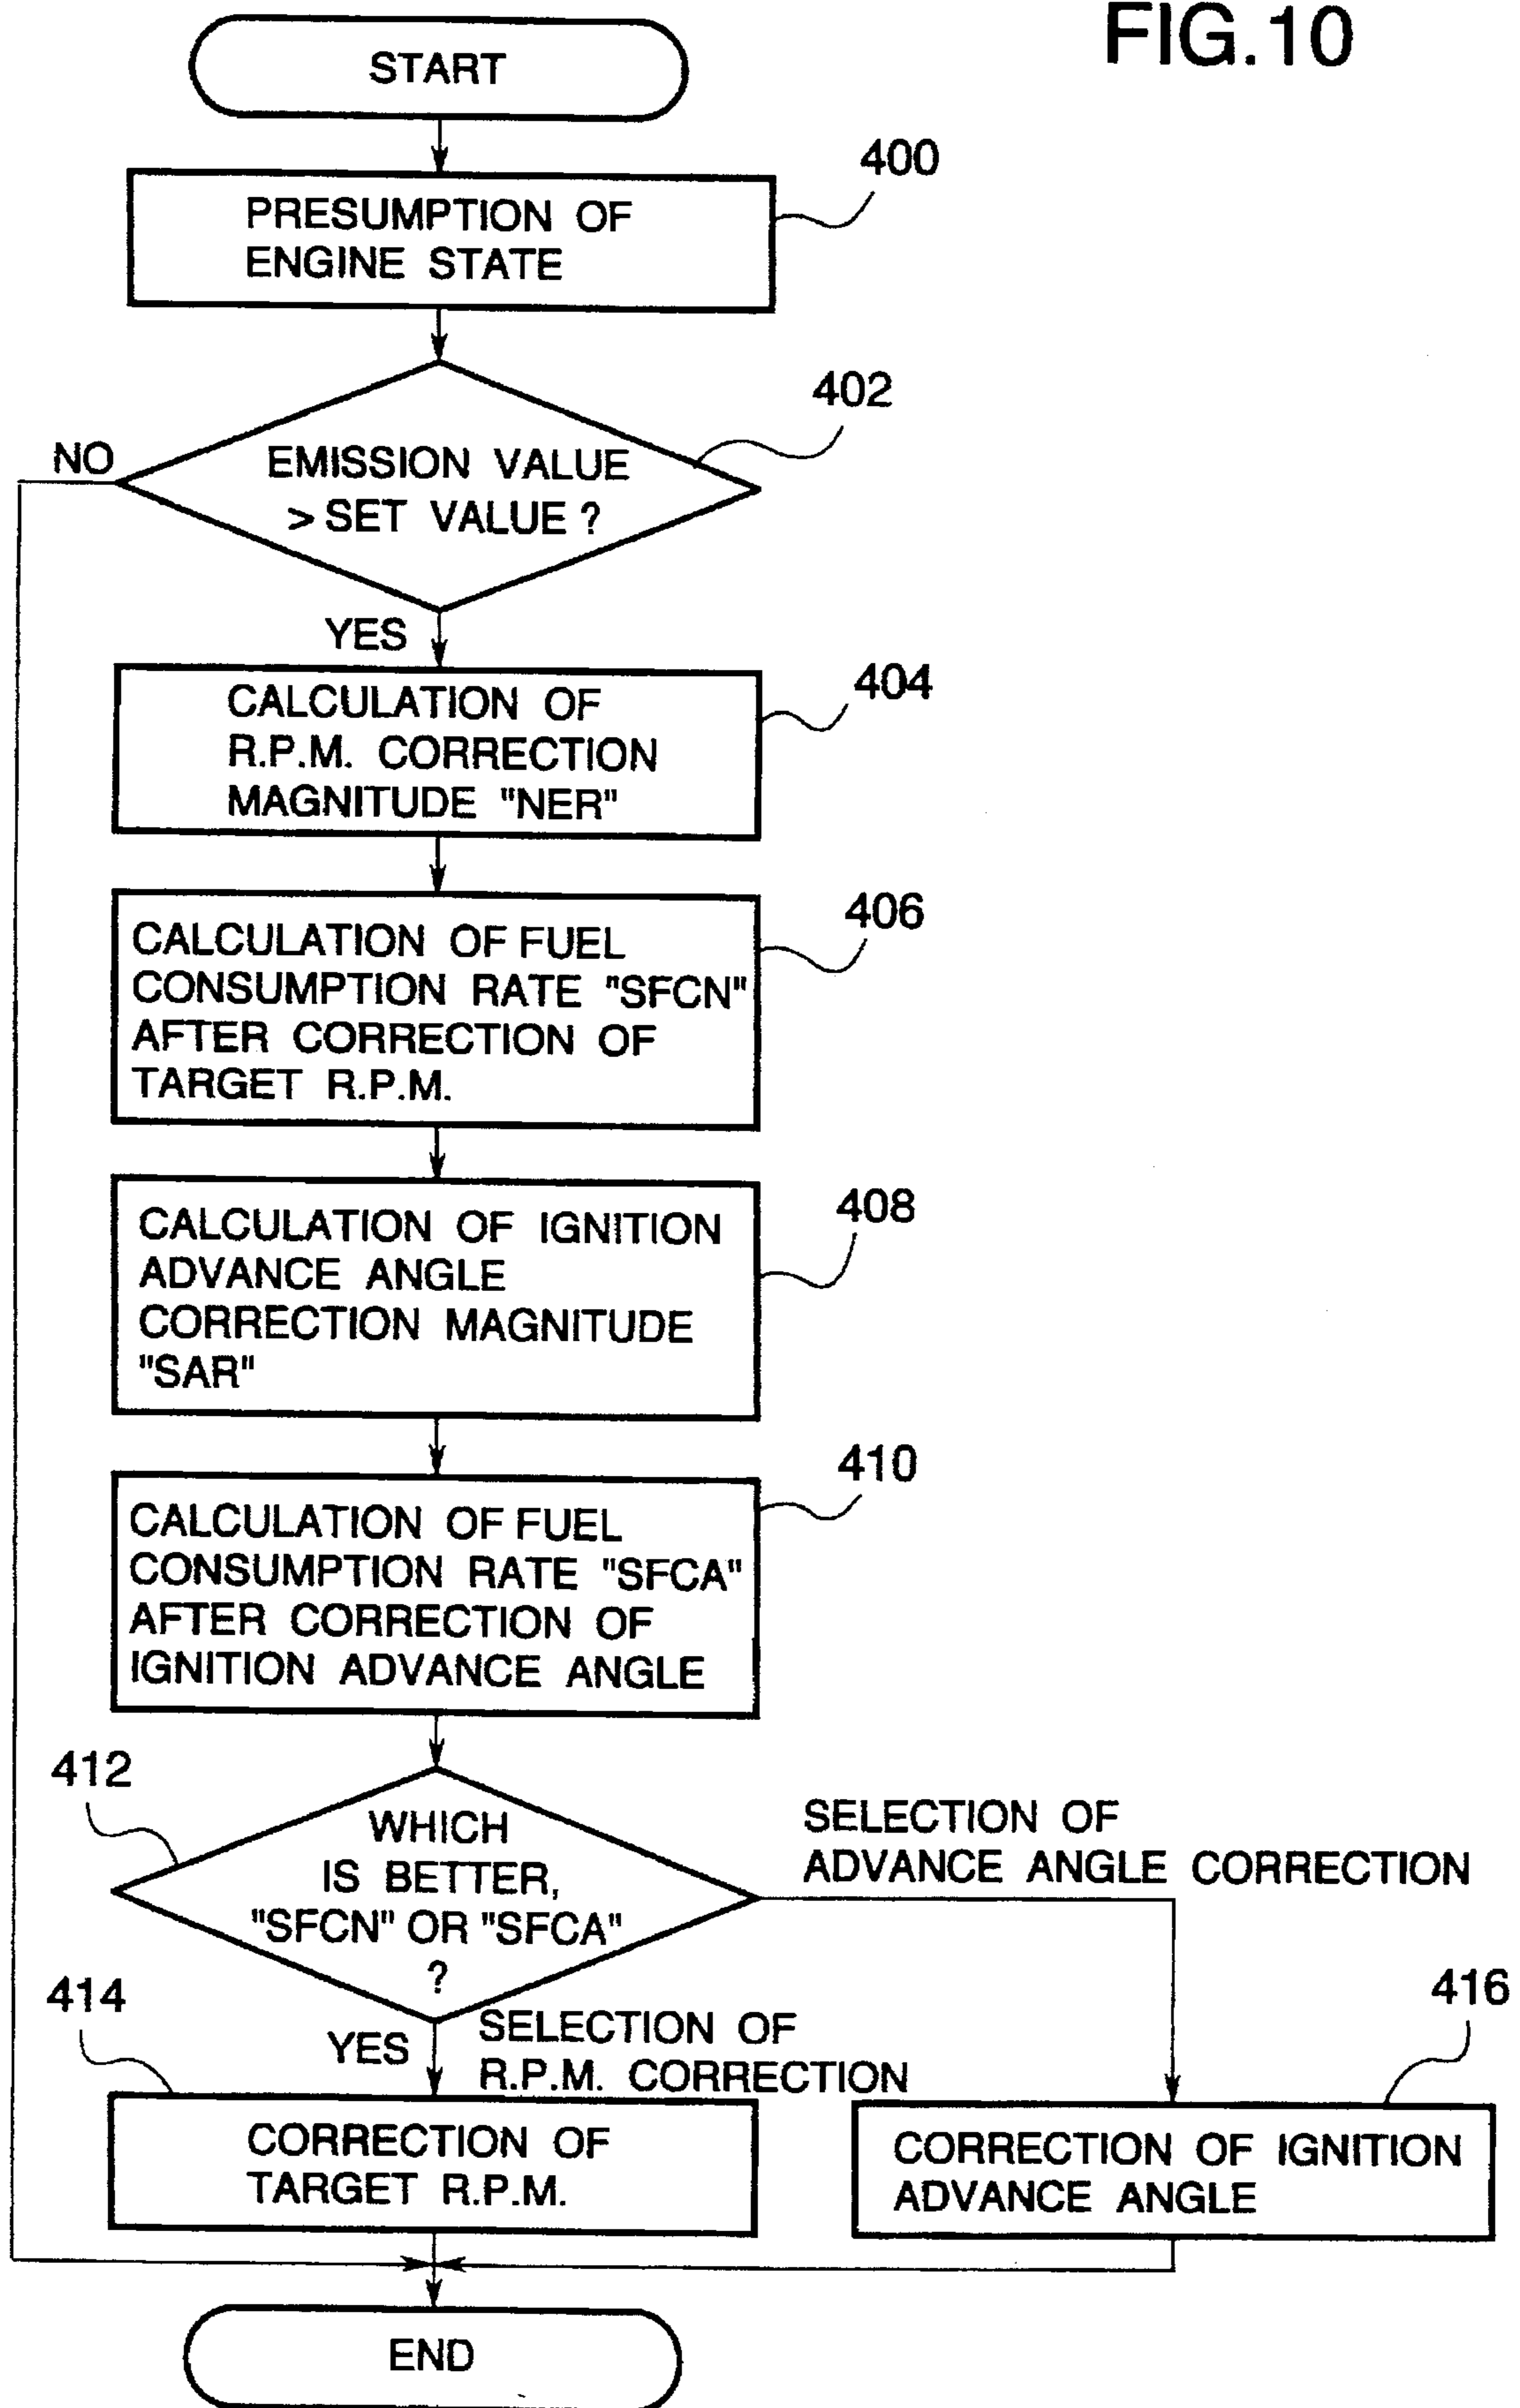 FIG.10
START
400
PRESUMPTION OF
ENGINE STATE
402
NO
EMISSION VALUE
> SET VALUE ?
YES
404
CALCULATION OF
R.P.M. CORRECTION
MAGNITUDE "NER"
406
CALCULATION OF FUEL
CONSUMPTION RATE "SFCN"
AFTER CORRECTION OF
TARGET R.P.M.
408
CALCULATION OF IGNITION
ADVANCE ANGLE
CORRECTION MAGNITUDE
"SAR"
410
CALCULATION OF FUEL
CONSUMPTION RATE "SFCA"
AFTER CORRECTION OF
IGNITION ADVANCE ANGLE
412
WHICH
IS BETTER,
"SFCN" OR "SFCA"
?
SELECTION OF
ADVANCE ANGLE CORRECTION
414
YES
SELECTION OF
R.P.M. CORRECTION
416
CORRECTION OF
TARGET R.P.M.
CORRECTION OF IGNITION
ADVANCE ANGLE
END